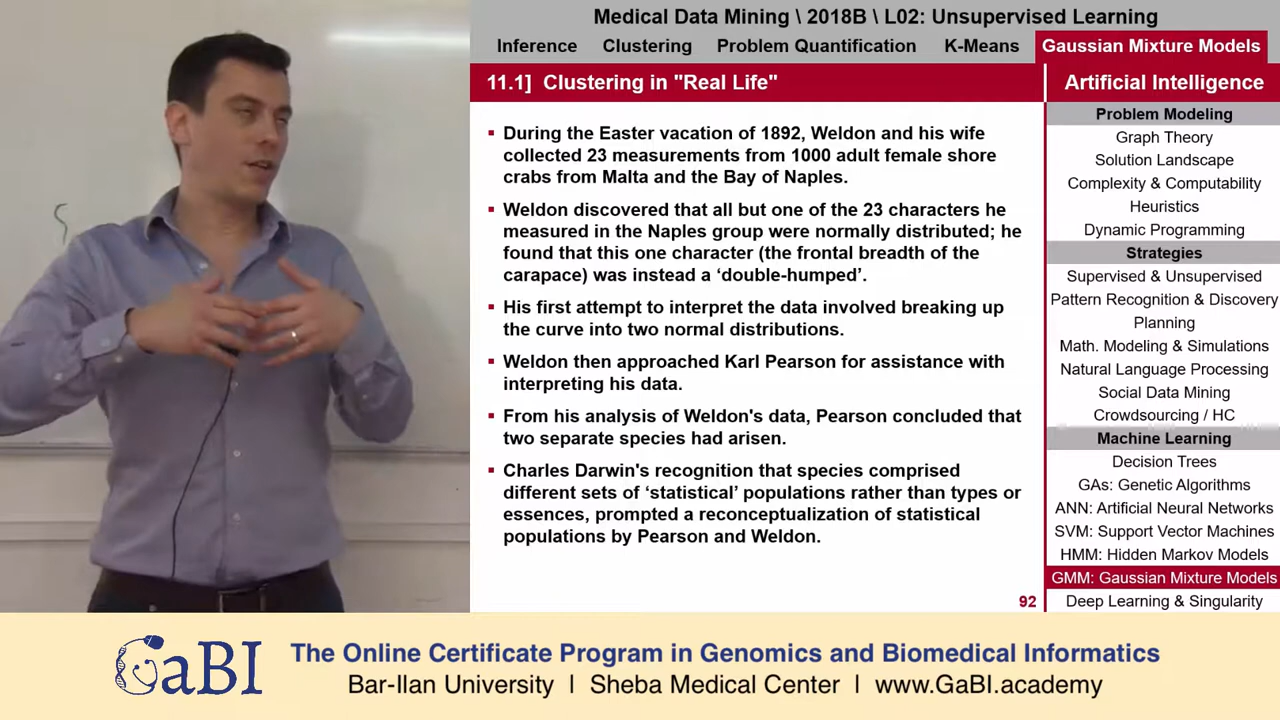 Medical Data Mining \ 2018B \ L02: Unsupervised Learning
Inference Clustering Problem Quantification K-Means Gaussian Mixture Models
11.1] Clustering in "Real Life"
▪ During the Easter vacation of 1892, Weldon and his wife
collected 23 measurements from 1000 adult female shore
crabs from Malta and the Bay of Naples.
▪ Weldon discovered that all but one of the 23 characters he
measured in the Naples group were normally distributed; he
found that this one character (the frontal breadth of the
carapace) was instead a ‘double-humped’.
▪ His first attempt to interpret the data involved breaking up
the curve into two normal distributions.
▪ Weldon then approached Karl Pearson for assistance with
interpreting his data.
▪ From his analysis of Weldon's data, Pearson concluded that
two separate species had arisen.
▪ Charles Darwin's recognition that species comprised
different sets of ‘statistical’ populations rather than types or
essences, prompted a reconceptualization of statistical
populations by Pearson and Weldon.
92
Artificial Intelligence
Problem Modeling
Graph Theory
Solution Landscape
Complexity & Computability
Heuristics
Dynamic Programming
Strategies
Supervised & Unsupervised
Pattern Recognition & Discovery
Planning
Math. Modeling & Simulations
Natural Language Processing
Social Data Mining
Crowdsourcing / HC
Machine Learning
Decision Trees
GAs: Genetic Algorithms
ANN: Artificial Neural Networks
SVM: Support Vector Machines
HMM: Hidden Markov Models
GMM: Gaussian Mixture Models
Deep Learning & Singularity
GaBI
The Online Certificate Program in Genomics and Biomedical Informatics
Bar-Ilan University | Sheba Medical Center | www.GaBI.academy